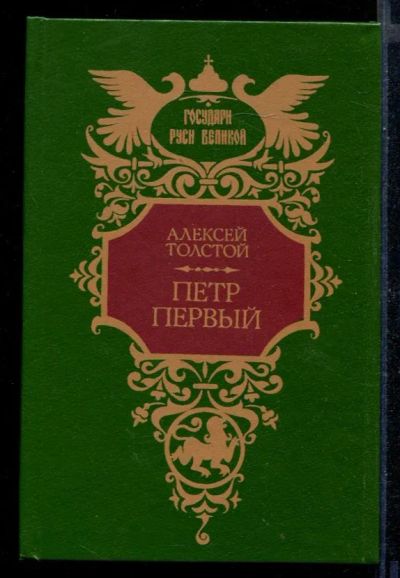 ГОСУДАРИ
РУСИ ВЕЛИКОЙ
АЛЕКСЕЙ
ТОЛСТОЙ
ПЕТР
ПЕРВЫЙ